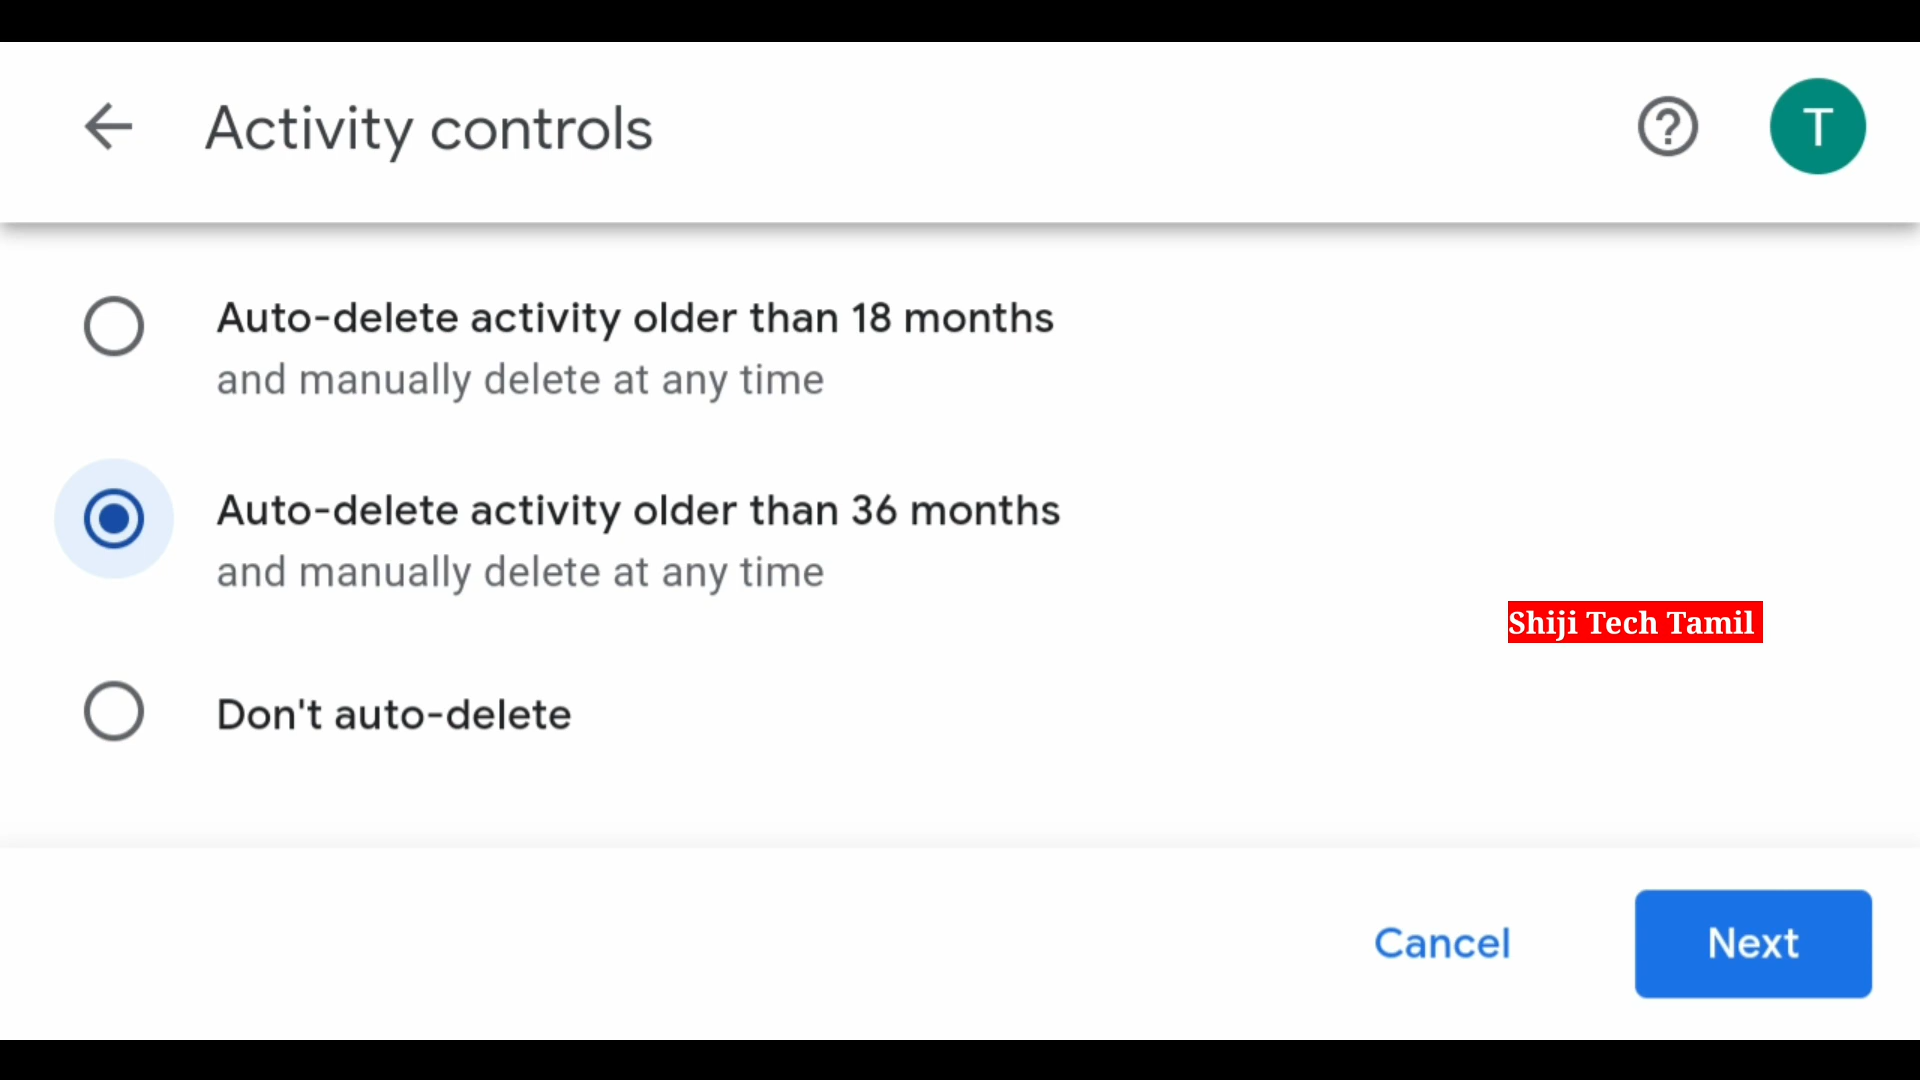 Activity controls
T
Auto-delete activity older than 18 months
and manually delete at any time
Auto-delete activity older than 36 months
and manually delete at any time
Shiji Tech Tamil
Don't auto-delete
Cancel
Next